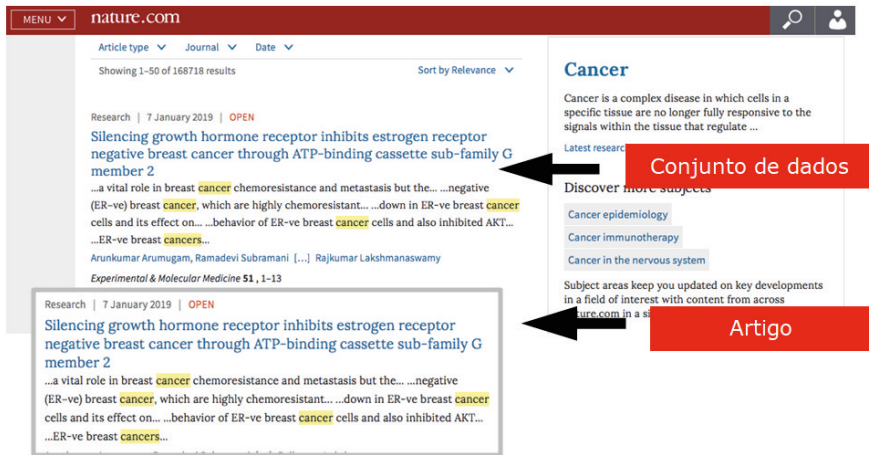 MENU nature.com
Article type Journal Date
Showing 1–50 of 168718 results Sort by Relevance
Research | 7 January 2019 | OPEN
Silencing growth hormone receptor inhibits estrogen receptor
negative breast cancer through ATP-binding cassette sub-family G
member 2
...a vital role in breast cancer chemoresistance and metastasis but the... ...negative
(ER–ve) breast cancer, which are highly chemoresistant... ...down in ER-ve breast cancer
cells and its effect on... ...behavior of ER-ve breast cancer cells and also inhibited AKT...
...ER-ve breast cancers...
Arunkumar Arumugam, Ramadevi Subramani [...] Rajkumar Lakshmanaswamy
Experimental & Molecular Medicine 51 , 1–13
Cancer
Cancer is a complex disease in which cells in a
specific tissue are no longer fully responsive to the
signals within the tissue that regulate ...
Latest researc
Conjunto de dados
Discover more subjects
Cancer epidemiology
Cancer immunotherapy
Cancer in the nervous system
Subject areas keep you updated on key developments
in a field of interest with content from across
ture.com in a si
Artigo
Research | 7 January 2019 | OPEN
Silencing growth hormone receptor inhibits estrogen receptor
negative breast cancer through ATP-binding cassette sub-family G
member 2
...a vital role in breast cancer chemoresistance and metastasis but the... ...negative
(ER–ve) breast cancer, which are highly chemoresistant... ...down in ER-ve breast cancer
cells and its effect on... ...behavior of ER-ve breast cancer cells and also inhibited AKT...
...ER-ve breast cancers...